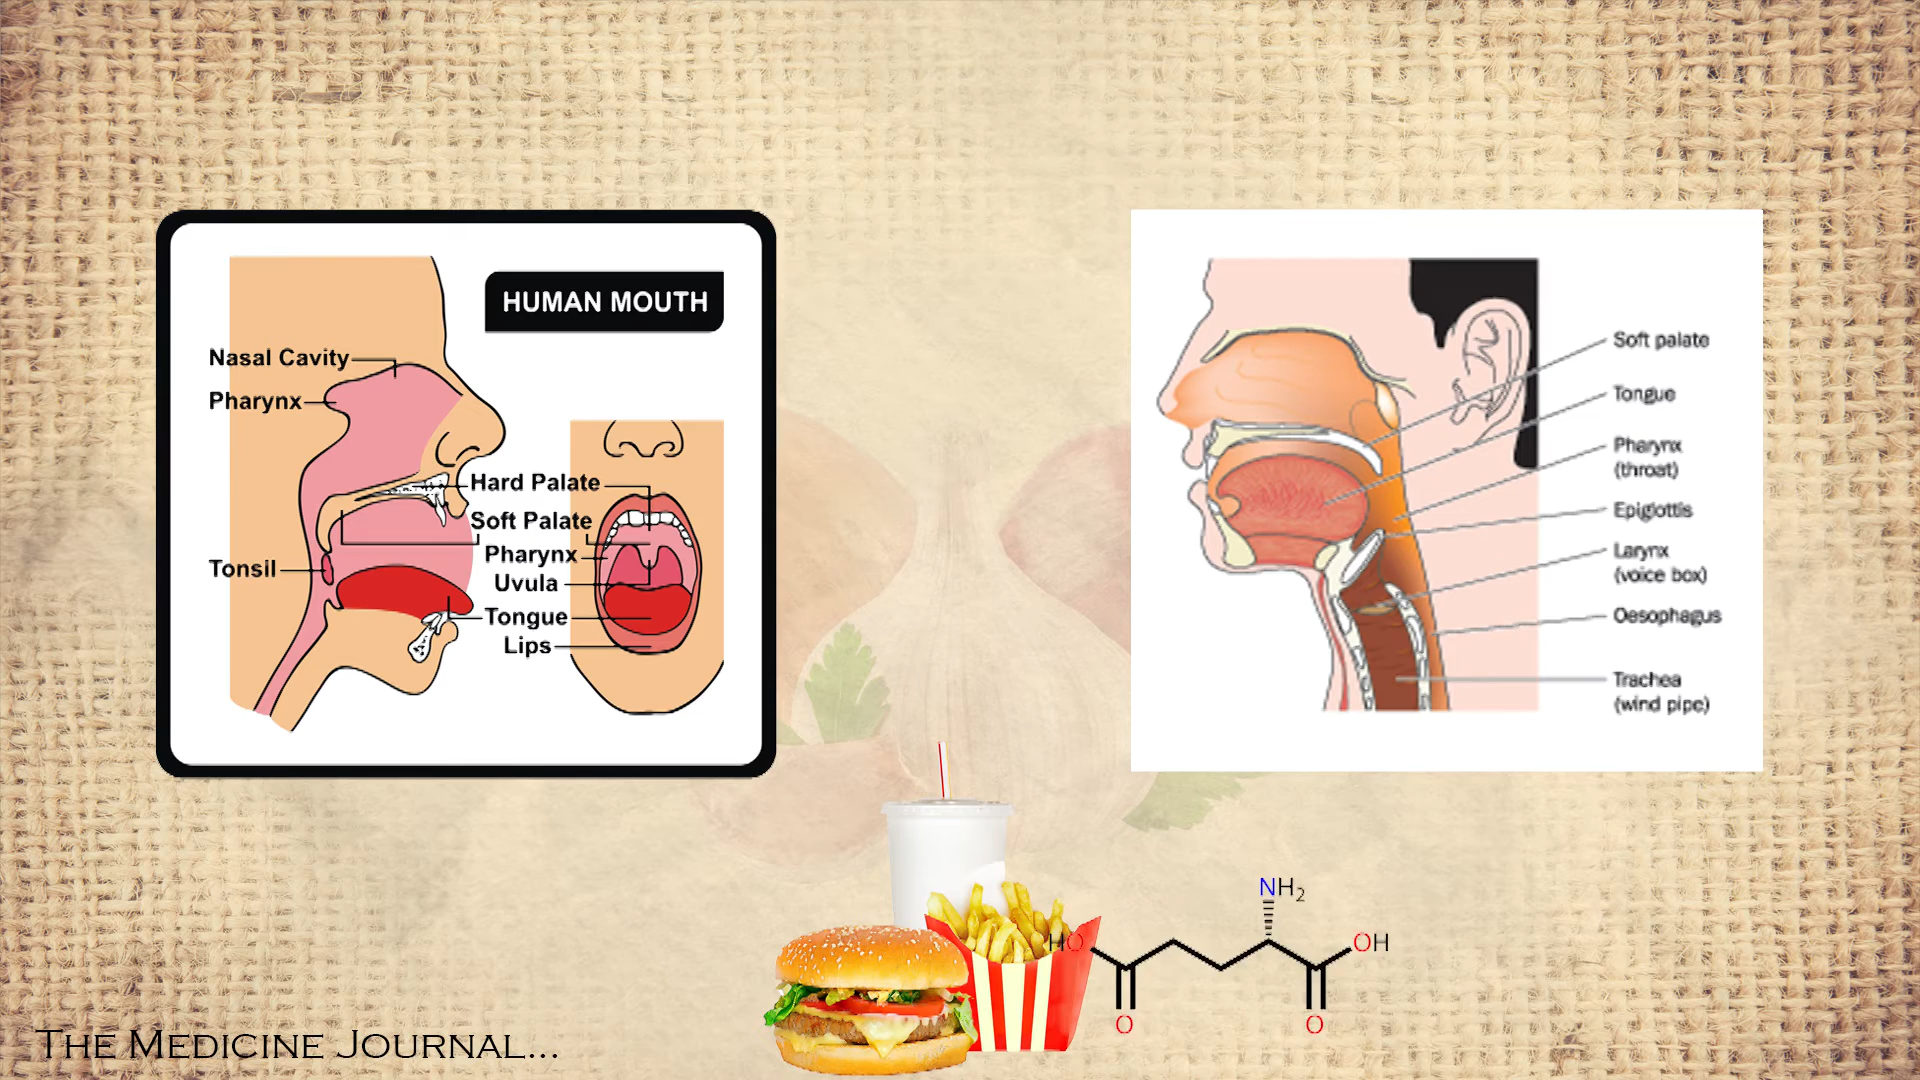 HUMAN MOUTH
Nasal Cavity
Pharynx
Hard Palate
Soft Palate
Pharynx
Tonsil
Uvula
Tongue
Lips
Soft palate
Tongue
Pharynx
(throat)
Epiglottis
Larynx
(voice box)
Oesophagus
Trachea
(wind pipe)
NH2
HO
OH
O
O
THE MEDICINE JOURNAL...